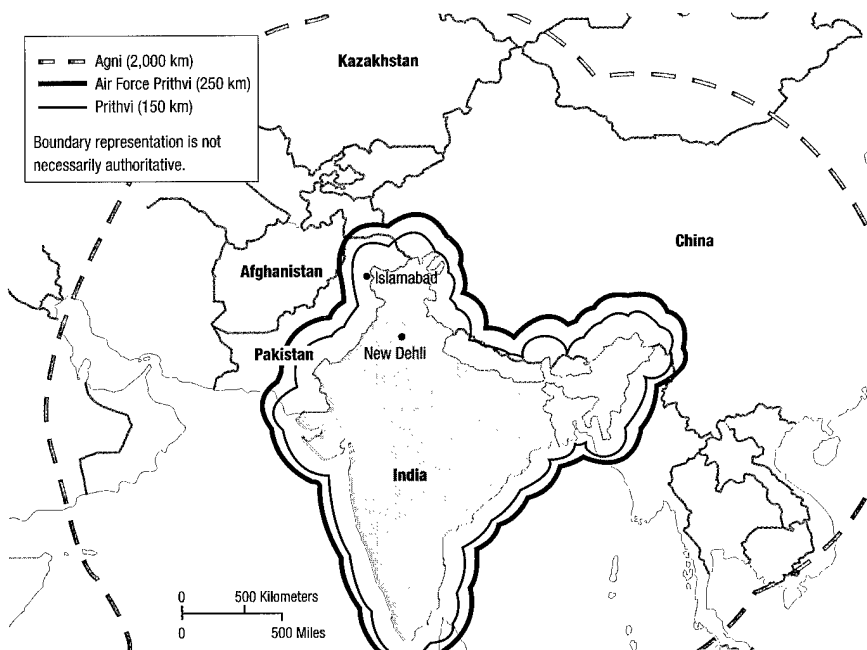 Agni (2,000 km)
Air Force Prithvi (250 km)
Prithvi (150 km)
Boundary representation is not
necessarily authoritative.
Kazakhstan
China
Afghanistan
Islamabad
Pakistan
New Dehli
India
0 500 Kilometers
0 500 Miles